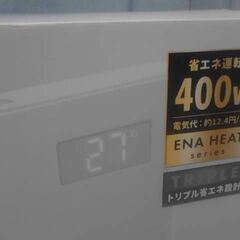 省エネ運転
400W
電気代:約12.4円/
ENA HEAT
series
27°
TRIPLE
トリプル省エネ設計